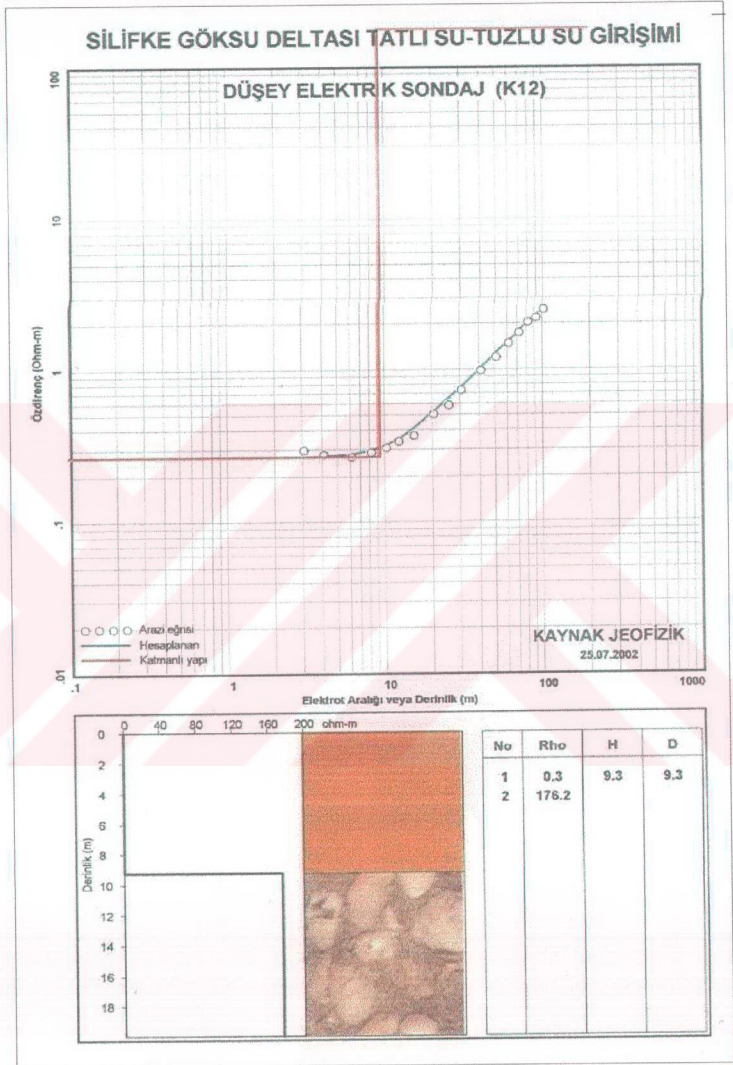 SİLİFKE GÖKSU DELTASI TATLI SU-TUZLU SU GİRİŞİMİ
DÜŞEY ELEKTRİK SONDAJ (K12)
Özdirenç (Ohm-m)
100
10
1
.1
.01
Arazi eğrisi
Hesaplanan
Katmanlı yapı
KAYNAK JEOFİZİK
25.07.2002
.1 1 10 100 1000
Elektrot Aralığı veya Derinlik (m)
0 40 80 120 160 200 ohm-m
Derinlik (m)
0
2
4
6
8
10
12
14
16
18
No Rho H D
1 0.3 9.3 9.3
2 176.2